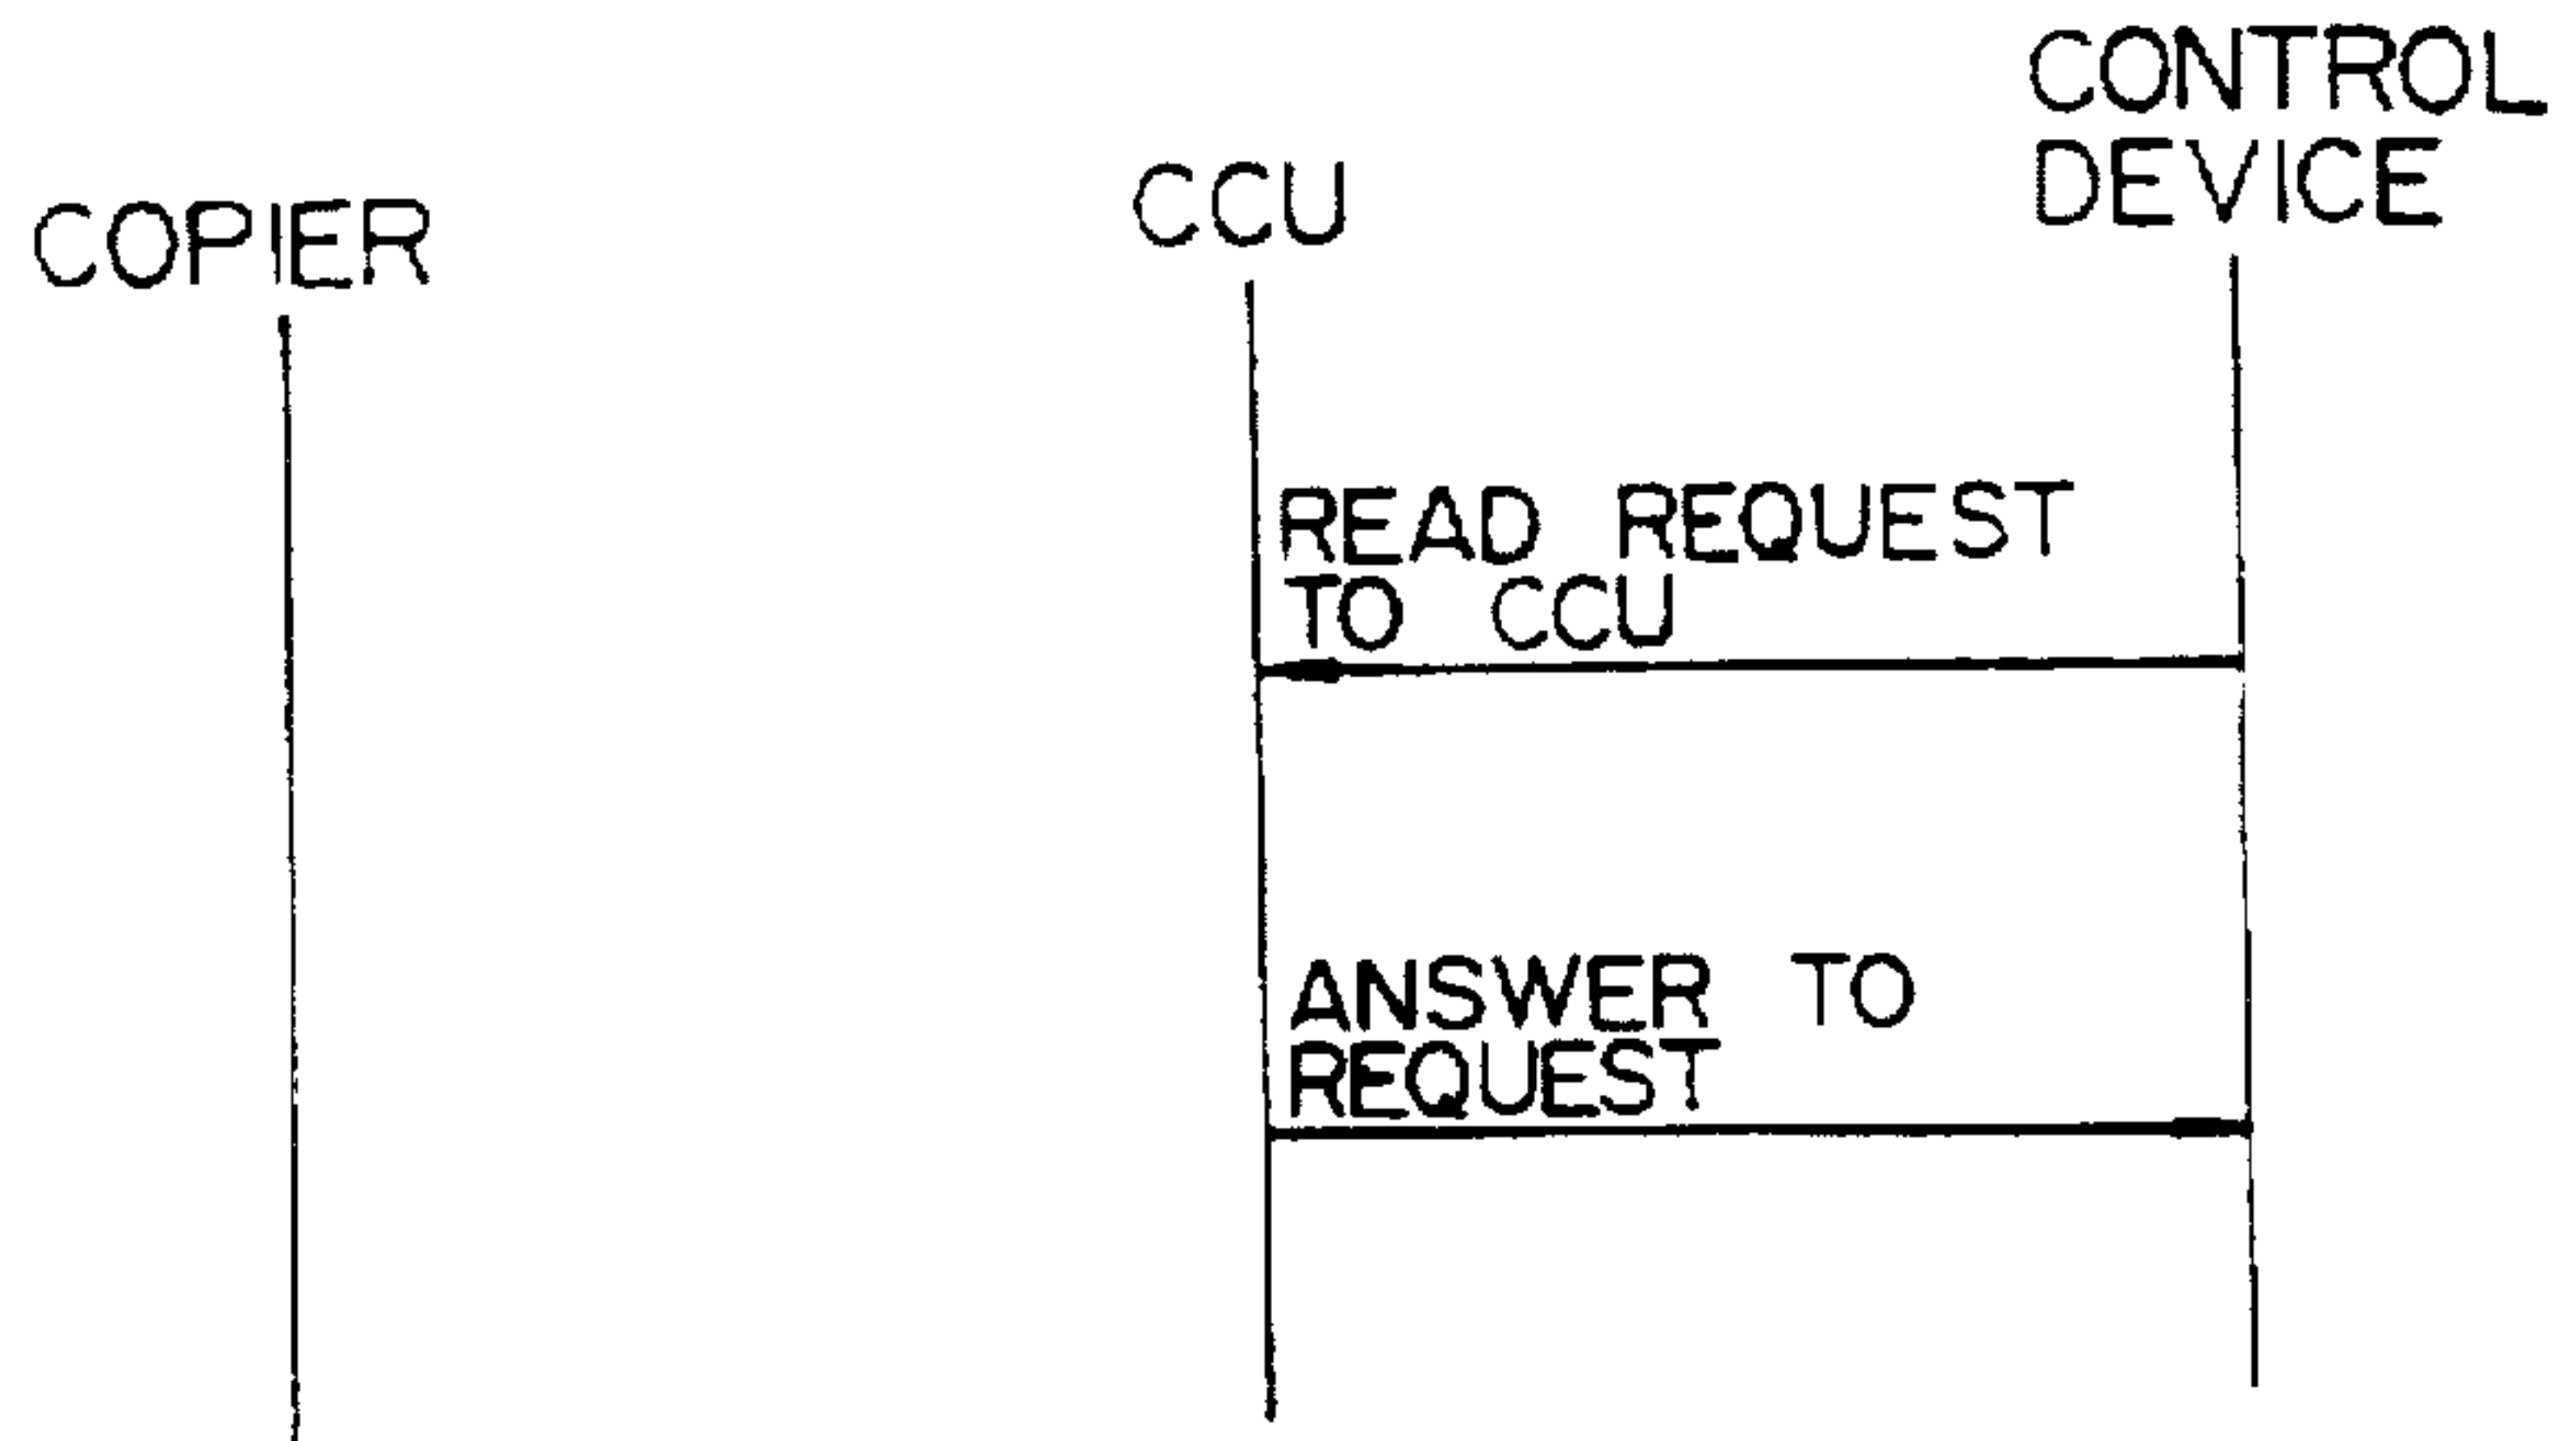 CONTROL
DEVICE
CCU
COPIER
READ REQUEST
TO CCU
ANSWER TO
REQUEST